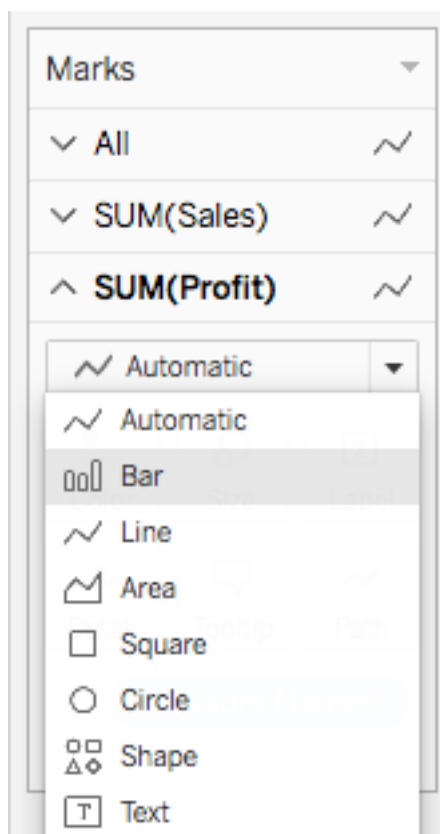 Marks
All
SUM(Sales)
SUM(Profit)
Automatic
Automatic
Bar
Line
Area
Square
Circle
Shape
T Text